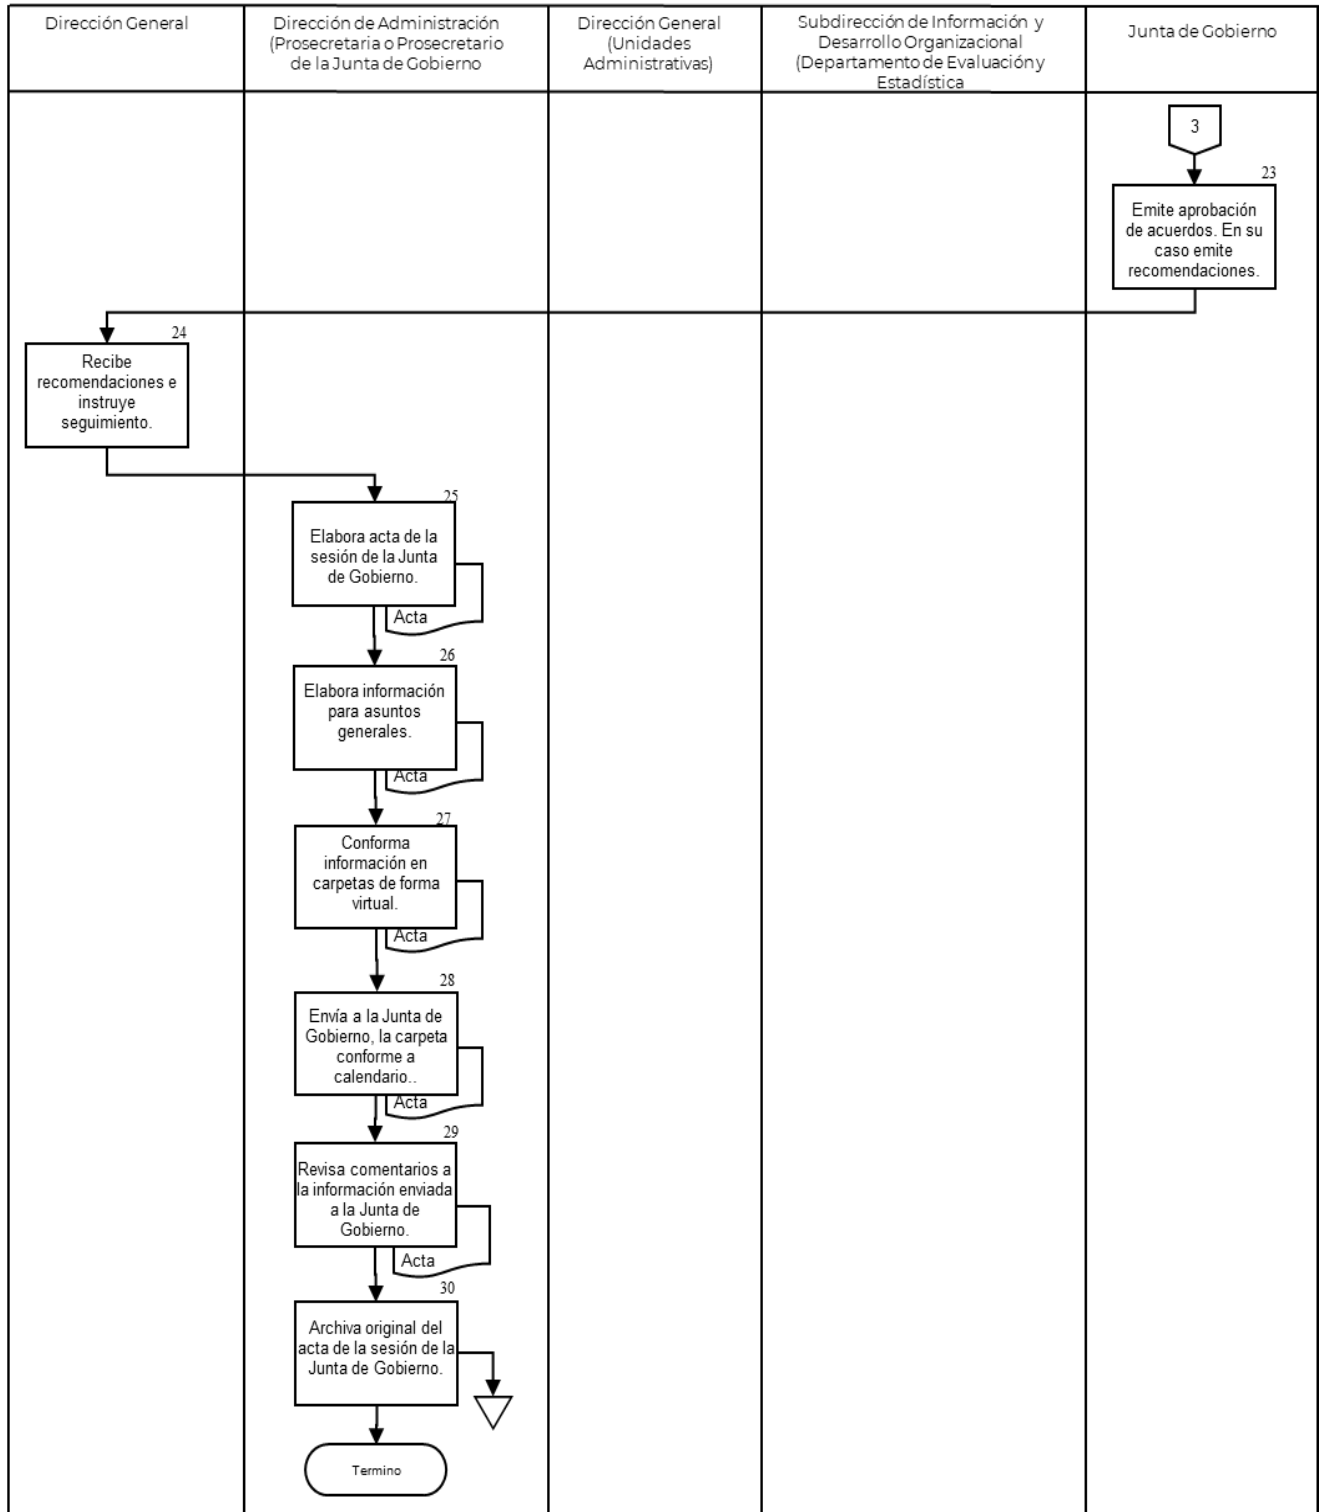 Dirección General
Dirección de Administración
(Prosecretaria o Prosecretario
de la Junta de Gobierno
Dirección General
(Unidades
Administrativas)
Subdirección de Información y
Desarrollo Organizacional
(Departamento de Evaluación y
Estadística
Junta de Gobierno
3
23
Emite aprobación
de acuerdos. En su
caso emite
recomendaciones.
24
Recibe
recomendaciones e
instruye
seguimiento.
25
Elabora acta de la
sesión de la Junta
de Gobierno.
Acta
26
Elabora información
para asuntos
generales.
Acta
27
Conforma
información en
carpetas de forma
virtual.
Acta
28
Envía a la Junta de
Gobierno, la carpeta
conforme a
calendario..
Acta
29
Revisa comentarios a
la información enviada
a la Junta de
Gobierno.
Acta
30
Archiva original del
acta de la sesión de la
Junta de Gobierno.
Termino